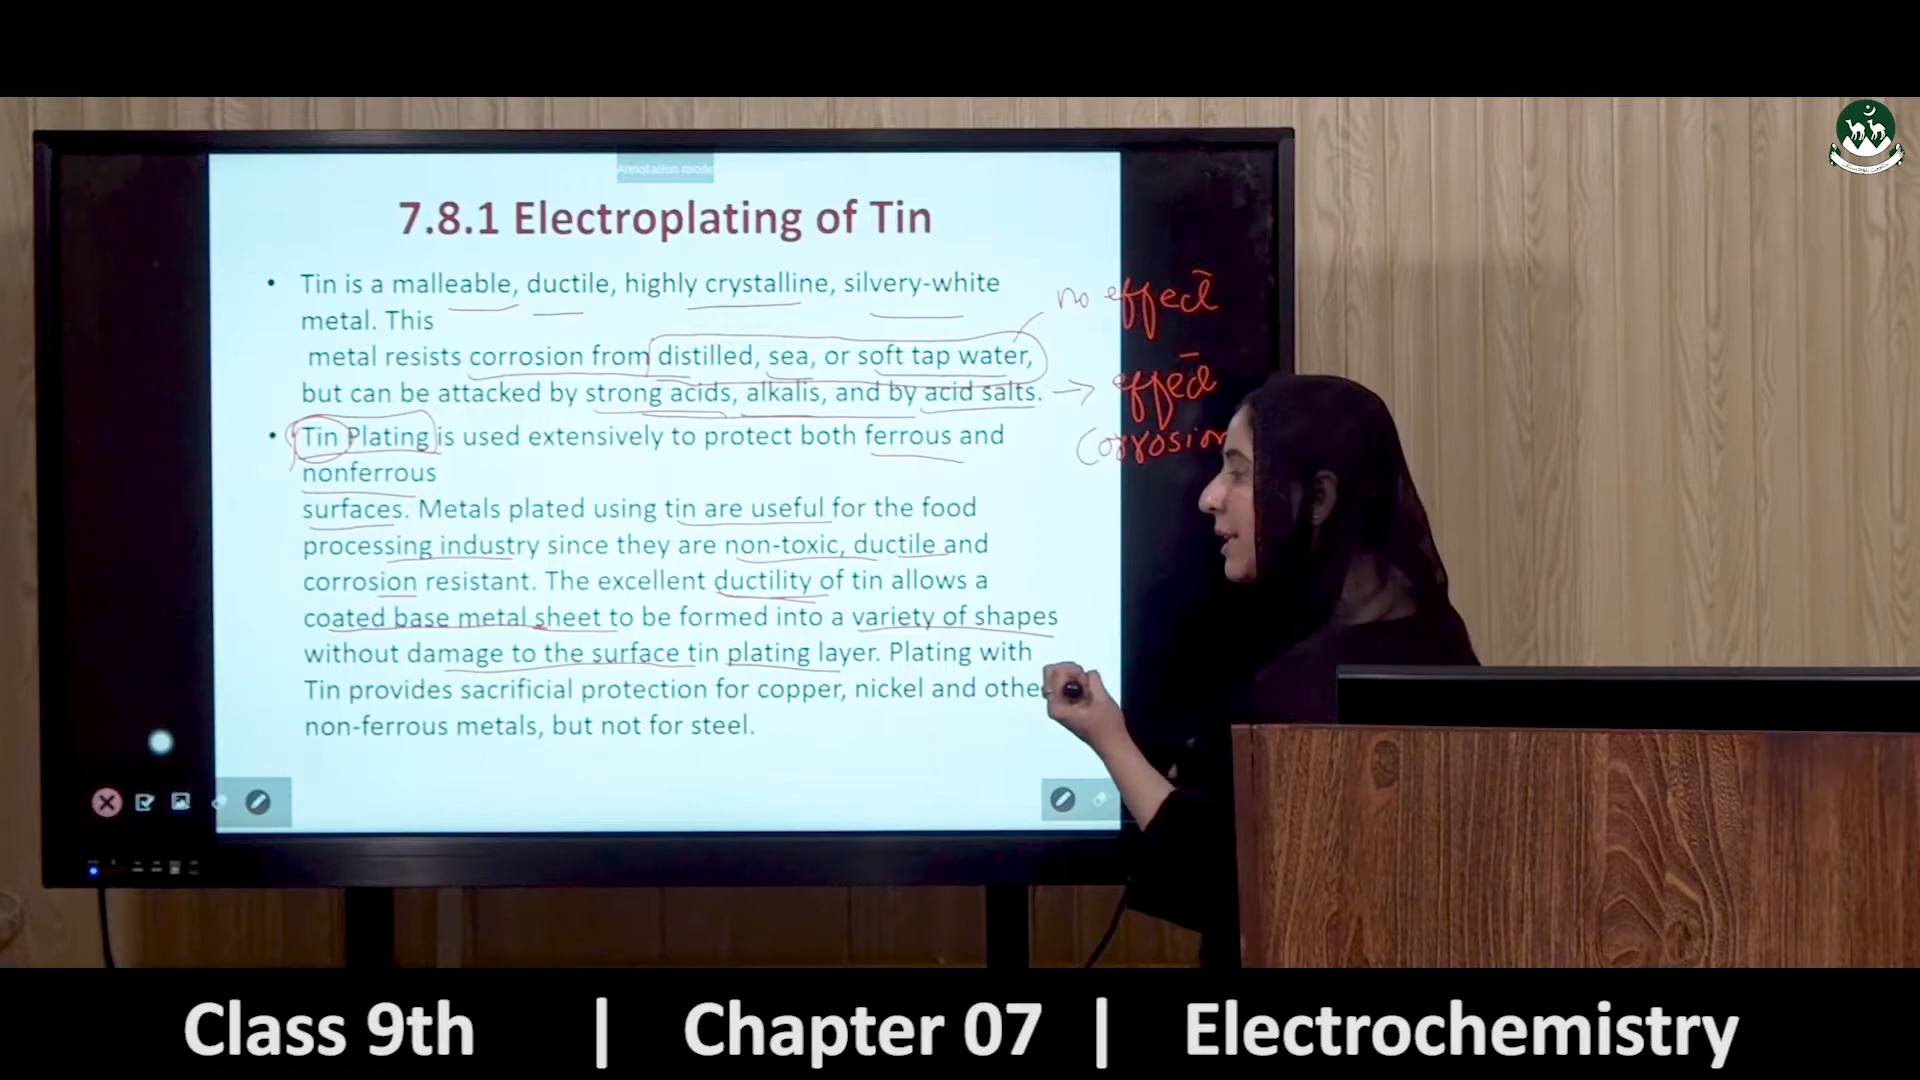 Annotation mode
7.8.1 Electroplating of Tin
• Tin is a malleable, ductile, highly crystalline, silvery-white
metal. This
metal resists corrosion from distilled, sea, or soft tap water,
no effect
but can be attacked by strong acids, alkalis, and by acid salts.
effect
corrosion
• Tin Plating is used extensively to protect both ferrous and
nonferrous
surfaces. Metals plated using tin are useful for the food
processing industry since they are non-toxic, ductile and
corrosion resistant. The excellent ductility of tin allows a
coated base metal sheet to be formed into a variety of shapes
without damage to the surface tin plating layer. Plating with
Tin provides sacrificial protection for copper, nickel and othe
non-ferrous metals, but not for steel.
Class 9th | Chapter 07 | Electrochemistry